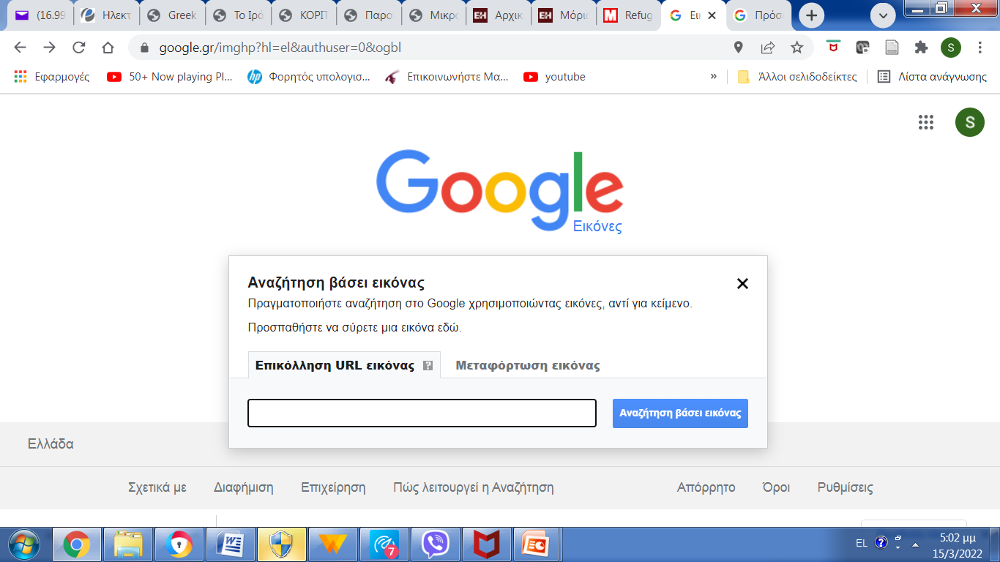 (16.99
Ηλεκτ
Greek
Το Ιρό
ΚΟΡΙΤ
Παρο
Μικρο
Αρχικ
Μόρια
Refug
Εικ
Πρόσ
google.gr/imghp?hl=el&authuser=0&ogbl
S
Εφαρμογές
50+ Now playing Pl...
Φορητός υπολογισ...
Επικοινωνήστε Μα...
youtube
»
Άλλοι σελιδοδείκτες
Λίστα ανάγνωσης
S
Google
Εικόνες
Αναζήτηση βάσει εικόνας
Πραγματοποιήστε αναζήτηση στο Google χρησιμοποιώντας εικόνες, αντί για κείμενο.
Προσπαθήστε να σύρετε μια εικόνα εδώ.
Επικόλληση URL εικόνας ?
Μεταφόρτωση εικόνας
Αναζήτηση βάσει εικόνας
Ελλάδα
Σχετικά με
Διαφήμιση
Επιχείρηση
Πώς λειτουργεί η Αναζήτηση
Απόρρητο
Όροι
Ρυθμίσεις
7
EL
5:02 μμ
15/3/2022